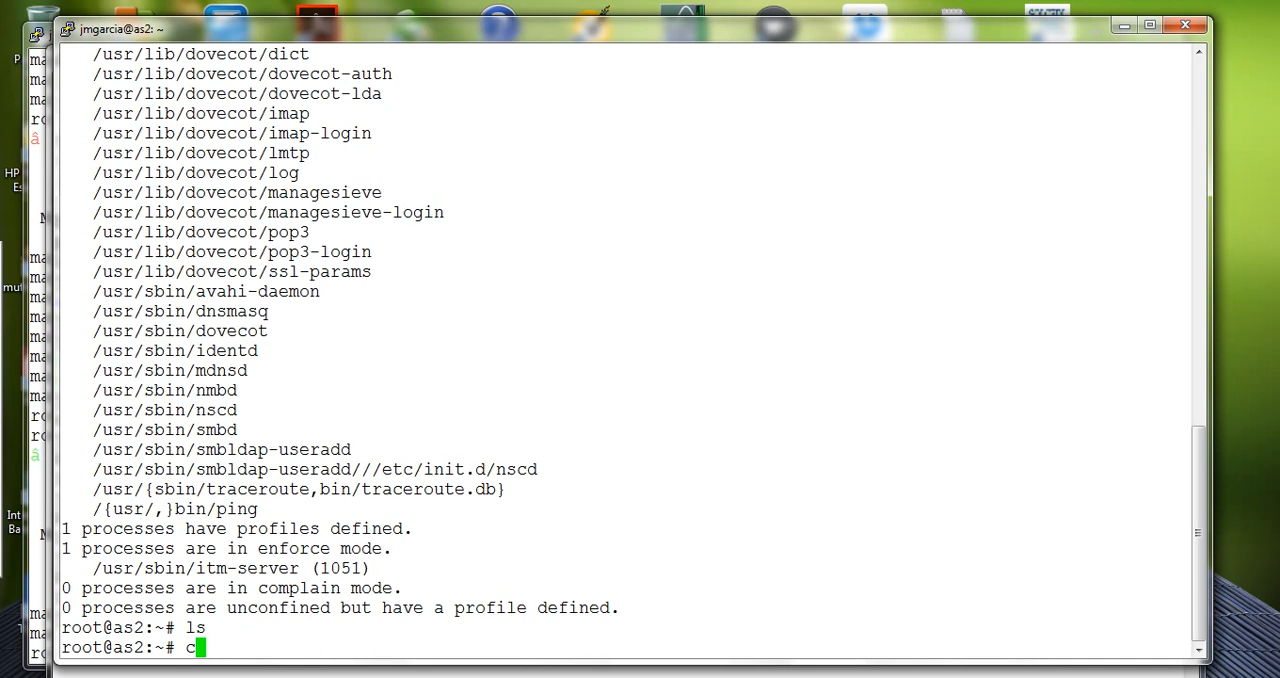 jmgarcia@as2: ~
/usr/lib/dovecot/dict
/usr/lib/dovecot/dovecot-auth
/usr/lib/dovecot/dovecot-lda
/usr/lib/dovecot/imap
/usr/lib/dovecot/imap-login
/usr/lib/dovecot/lmtp
/usr/lib/dovecot/log
/usr/lib/dovecot/managesieve
/usr/lib/dovecot/managesieve-login
/usr/lib/dovecot/pop3
/usr/lib/dovecot/pop3-login
/usr/lib/dovecot/ssl-params
/usr/sbin/avahi-daemon
/usr/sbin/dnsmasq
/usr/sbin/dovecot
/usr/sbin/identd
/usr/sbin/mdnsd
/usr/sbin/nmbd
/usr/sbin/nscd
/usr/sbin/smbd
/usr/sbin/smbldap-useradd
/usr/sbin/smbldap-useradd///etc/init.d/nscd
/usr/{sbin/traceroute,bin/traceroute.db}
/{usr/,}bin/ping
1 processes have profiles defined.
1 processes are in enforce mode.
/usr/sbin/itm-server (1051)
0 processes are in complain mode.
0 processes are unconfined but have a profile defined.
root@as2:~# ls
root@as2:~# c
HP